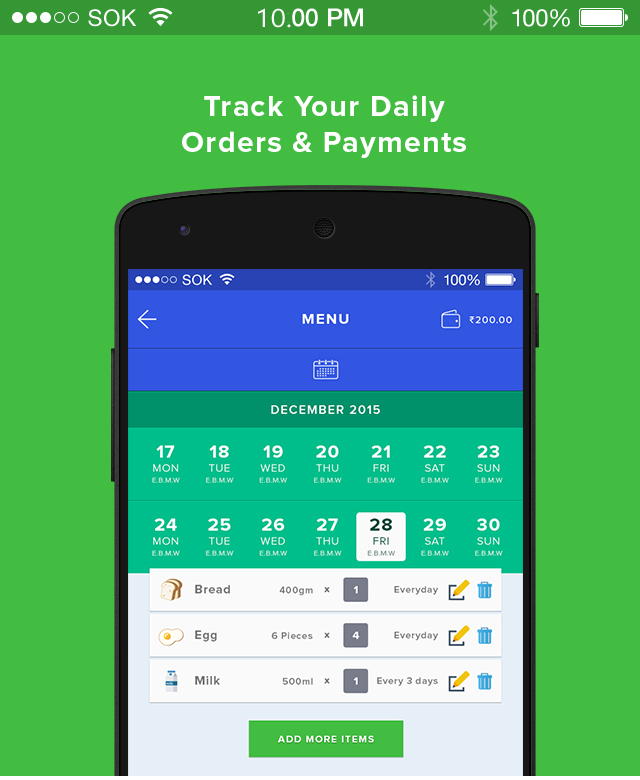 SOK 10.00 PM 100%
Track Your Daily
Orders & Payments
SOK 100%
MENU ₹200.00
DECEMBER 2015
17 18 19 20 21 22 23
MON TUE WED THU FRI SAT SUN
E.B.M.W E.B.M.W E.B.M.W E.B.M.W E.B.M.W E.B.M.W E.B.M.W
24 25 26 27 28 29 30
MON TUE WED THU FRI SAT SUN
E.B.M.W E.B.M.W E.B.M.W E.B.M.W E.B.M.W E.B.M.W E.B.M.W
Bread 400gm x 1 Everyday
Egg 6 Pieces x 4 Everyday
Milk 500ml x 1 Every 3 days
ADD MORE ITEMS